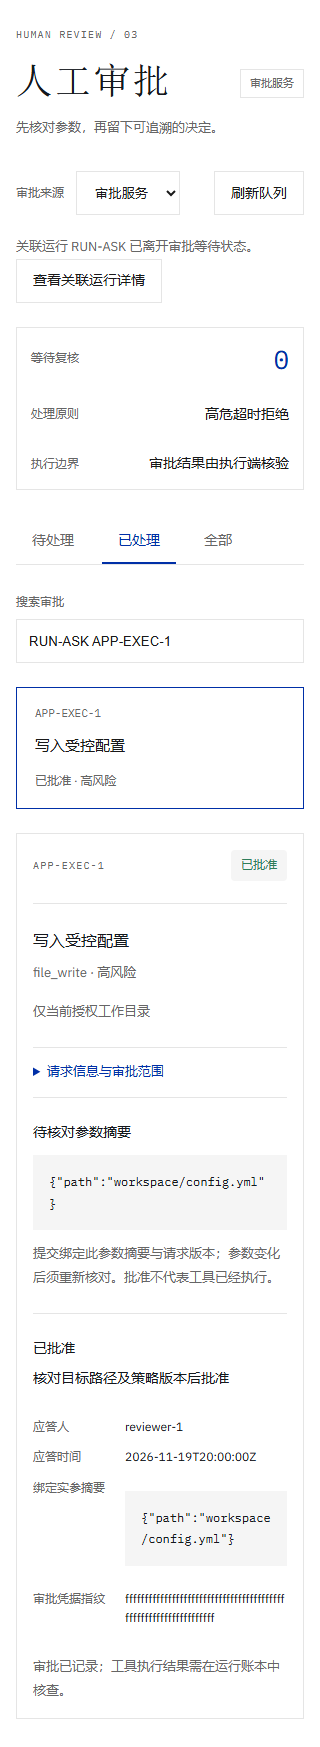 HUMAN REVIEW / 03
人工审批
审批服务
先核对参数，再留下可追溯的决定。
审批来源
审批服务
刷新队列
关联运行 RUN-ASK 已离开审批等待状态。
查看关联运行详情
等待复核
0
处理原则
高危超时拒绝
执行边界
审批结果由执行端核验
待处理
已处理
全部
搜索审批
RUN-ASK APP-EXEC-1
APP-EXEC-1
写入受控配置
已批准 · 高风险
APP-EXEC-1
已批准
写入受控配置
file_write · 高风险
仅当前授权工作目录
请求信息与审批范围
待核对参数摘要
{"path":"workspace/config.yml"
}
提交绑定此参数摘要与请求版本；参数变化
后须重新核对。批准不代表工具已经执行。
已批准
核对目标路径及策略版本后批准
应答人
reviewer-1
应答时间
2026-11-19T20:00:00Z
绑定实参摘要
{"path":"workspace
/config.yml"}
审批凭据指纹
审批已记录；工具执行结果需在运行账本中
核查。